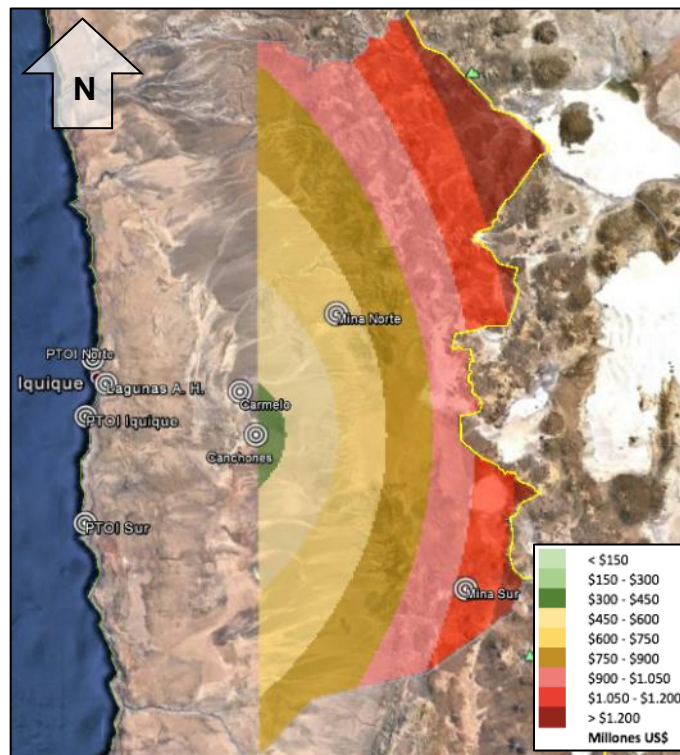 N
Mina Norte
PTOI Norte
Iquique
Lagunas A. H.
Carmelo
PTOI Iquique
Canchones
PTOI Sur
Mina Sur
< $150
$150 - $300
$300 - $450
$450 - $600
$600 - $750
$750 - $900
$900 - $1.050
$1.050 - $1.200
> $1.200
Millones US$